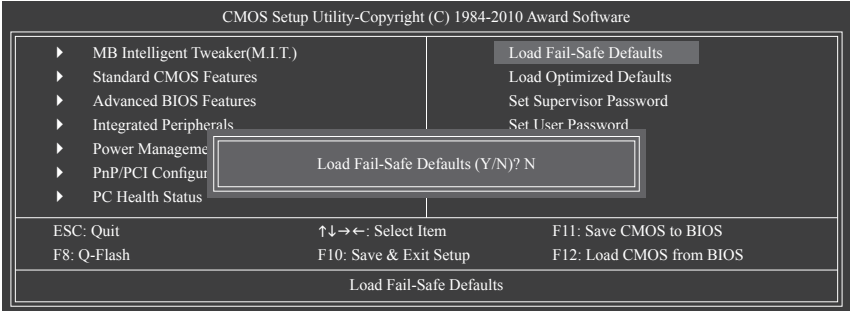 CMOS Setup Utility-Copyright (C) 1984-2010 Award Software
MB Intelligent Tweaker(M.I.T.)
Standard CMOS Features
Advanced BIOS Features
Integrated Peripherals
Power Manageme
PnP/PCI Configur
PC Health Status
Load Fail-Safe Defaults
Load Optimized Defaults
Set Supervisor Password
Set User Password
Load Fail-Safe Defaults (Y/N)? N
ESC: Quit ↑↓→←: Select Item F11: Save CMOS to BIOS
F8: Q-Flash F10: Save & Exit Setup F12: Load CMOS from BIOS
Load Fail-Safe Defaults